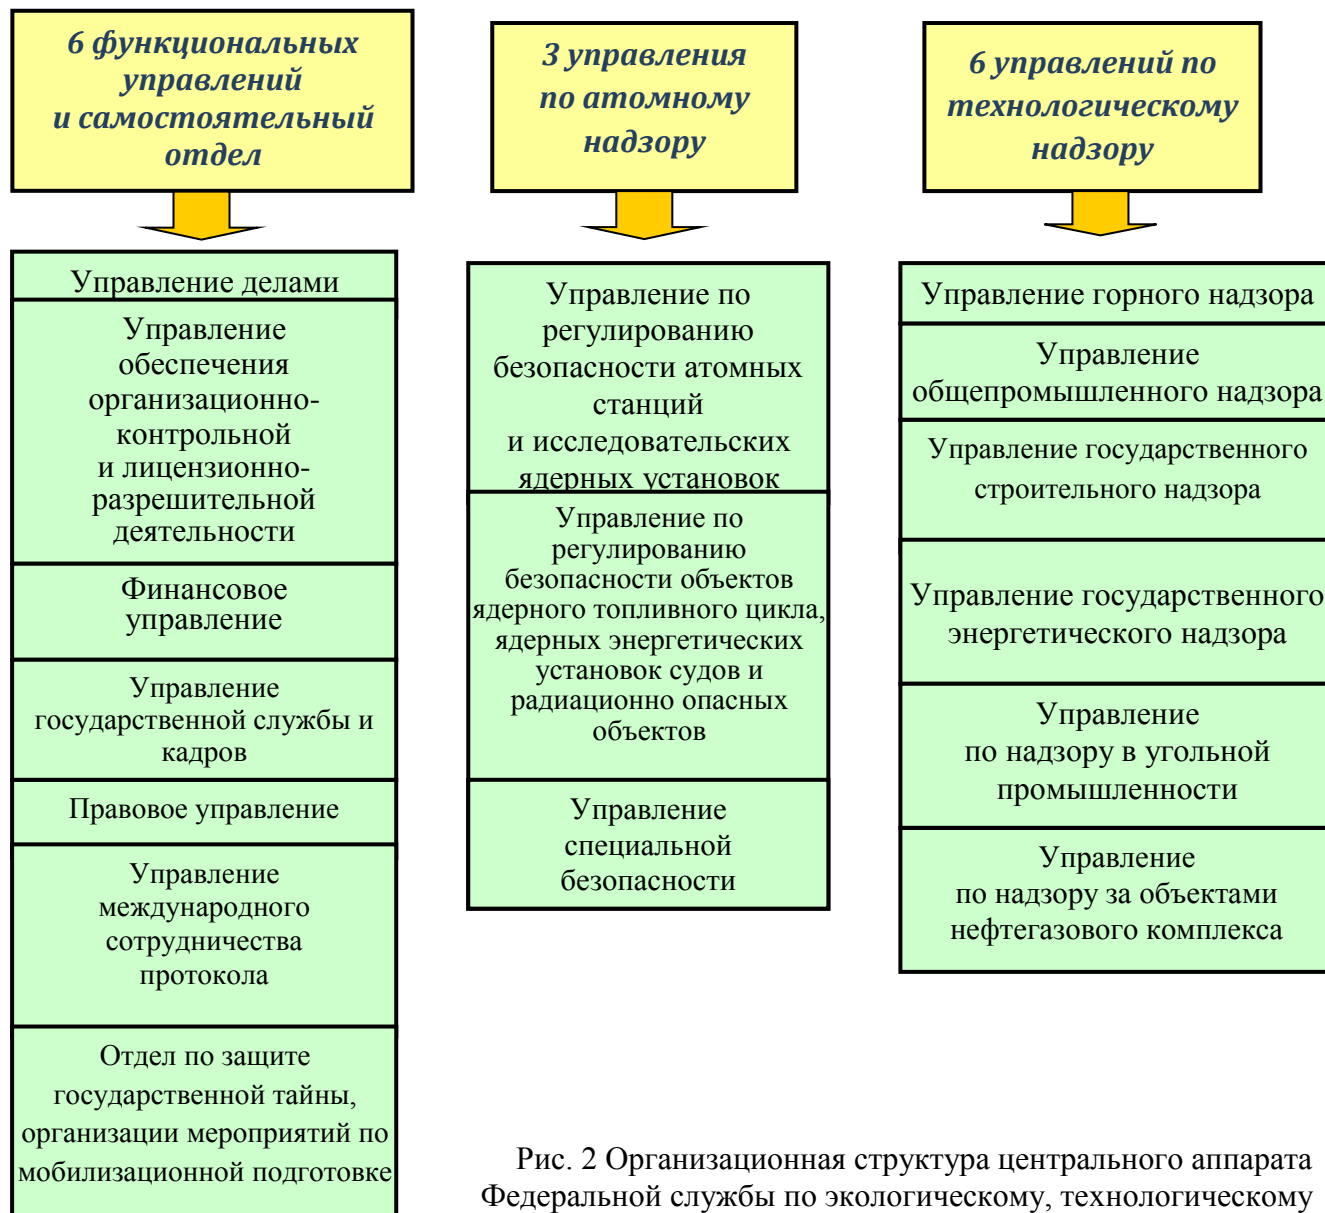 6 функциональных
управлений
и самостоятельный
отдел
Управление делами
Управление
обеспечения
организационно-
контрольной
и лицензионно-
разрешительной
деятельности
Финансовое
управление
Управление
государственной службы и
кадров
Правовое управление
Управление
международного
сотрудничества
протокола
Отдел по защите
государственной тайны,
организации мероприятий по
мобилизационной подготовке
3 управления
по атомному
надзору
Управление по
регулированию
безопасности атомных
станций
и исследовательских
ядерных установок
Управление по
регулированию
безопасности объектов
ядерного топливного цикла,
ядерных энергетических
установок судов и
радиационно опасных
объектов
Управление
специальной
безопасности
6 управлений по
технологическому
надзору
Управление горного надзора
Управление
общепромышленного надзора
Управление государственного
строительного надзора
Управление государственного
энергетического надзора
Управление
по надзору в угольной
промышленности
Управление
по надзору за объектами
нефтегазового комплекса
Рис. 2 Организационная структура центрального аппарата
Федеральной службы по экологическому, технологическому